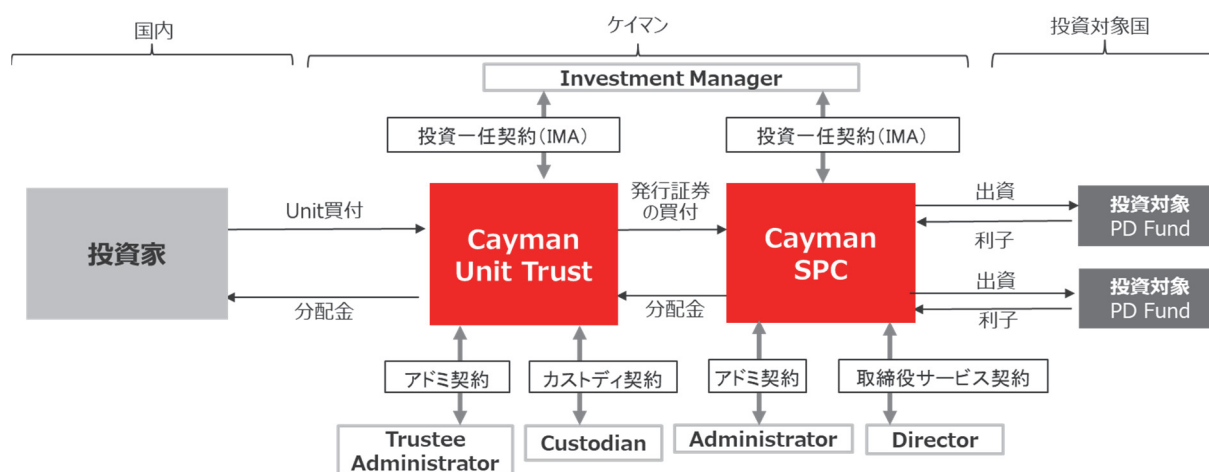 国内
ケイマン
投資対象国
Investment Manager
投資一任契約(IMA)
投資一任契約(IMA)
投資家
Unit買付
分配金
Cayman
Unit Trust
発行証券
の買付
分配金
Cayman
SPC
出資
利子
出資
利子
投資対象
PD Fund
投資対象
PD Fund
アドミ契約
カストディ契約
アドミ契約
取締役サービス契約
Trustee
Administrator
Custodian
Administrator
Director